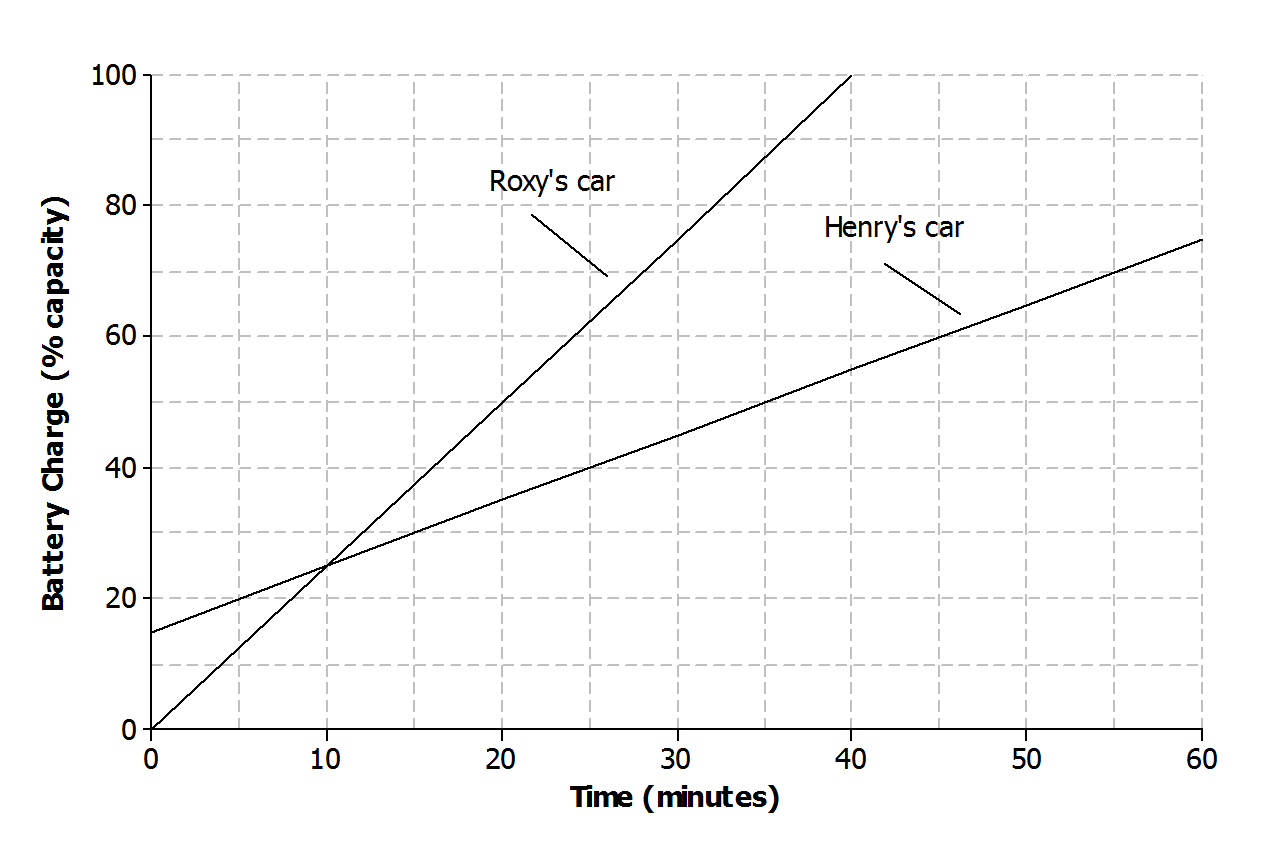 100
80
60
40
20
0
Battery Charge (% capacity)
Roxy's car
Henry's car
0 10 20 30 40 50 60
Time (minutes)